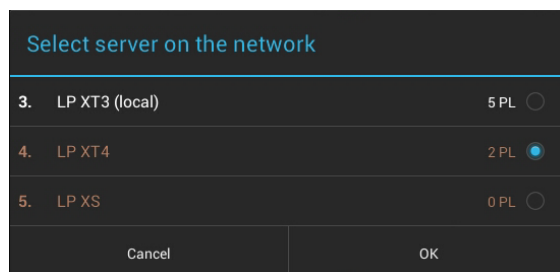 Select server on the network
3. LP XT3 (local) 5 PL
4. LP XT4 2 PL
5. LP XS 0 PL
Cancel OK